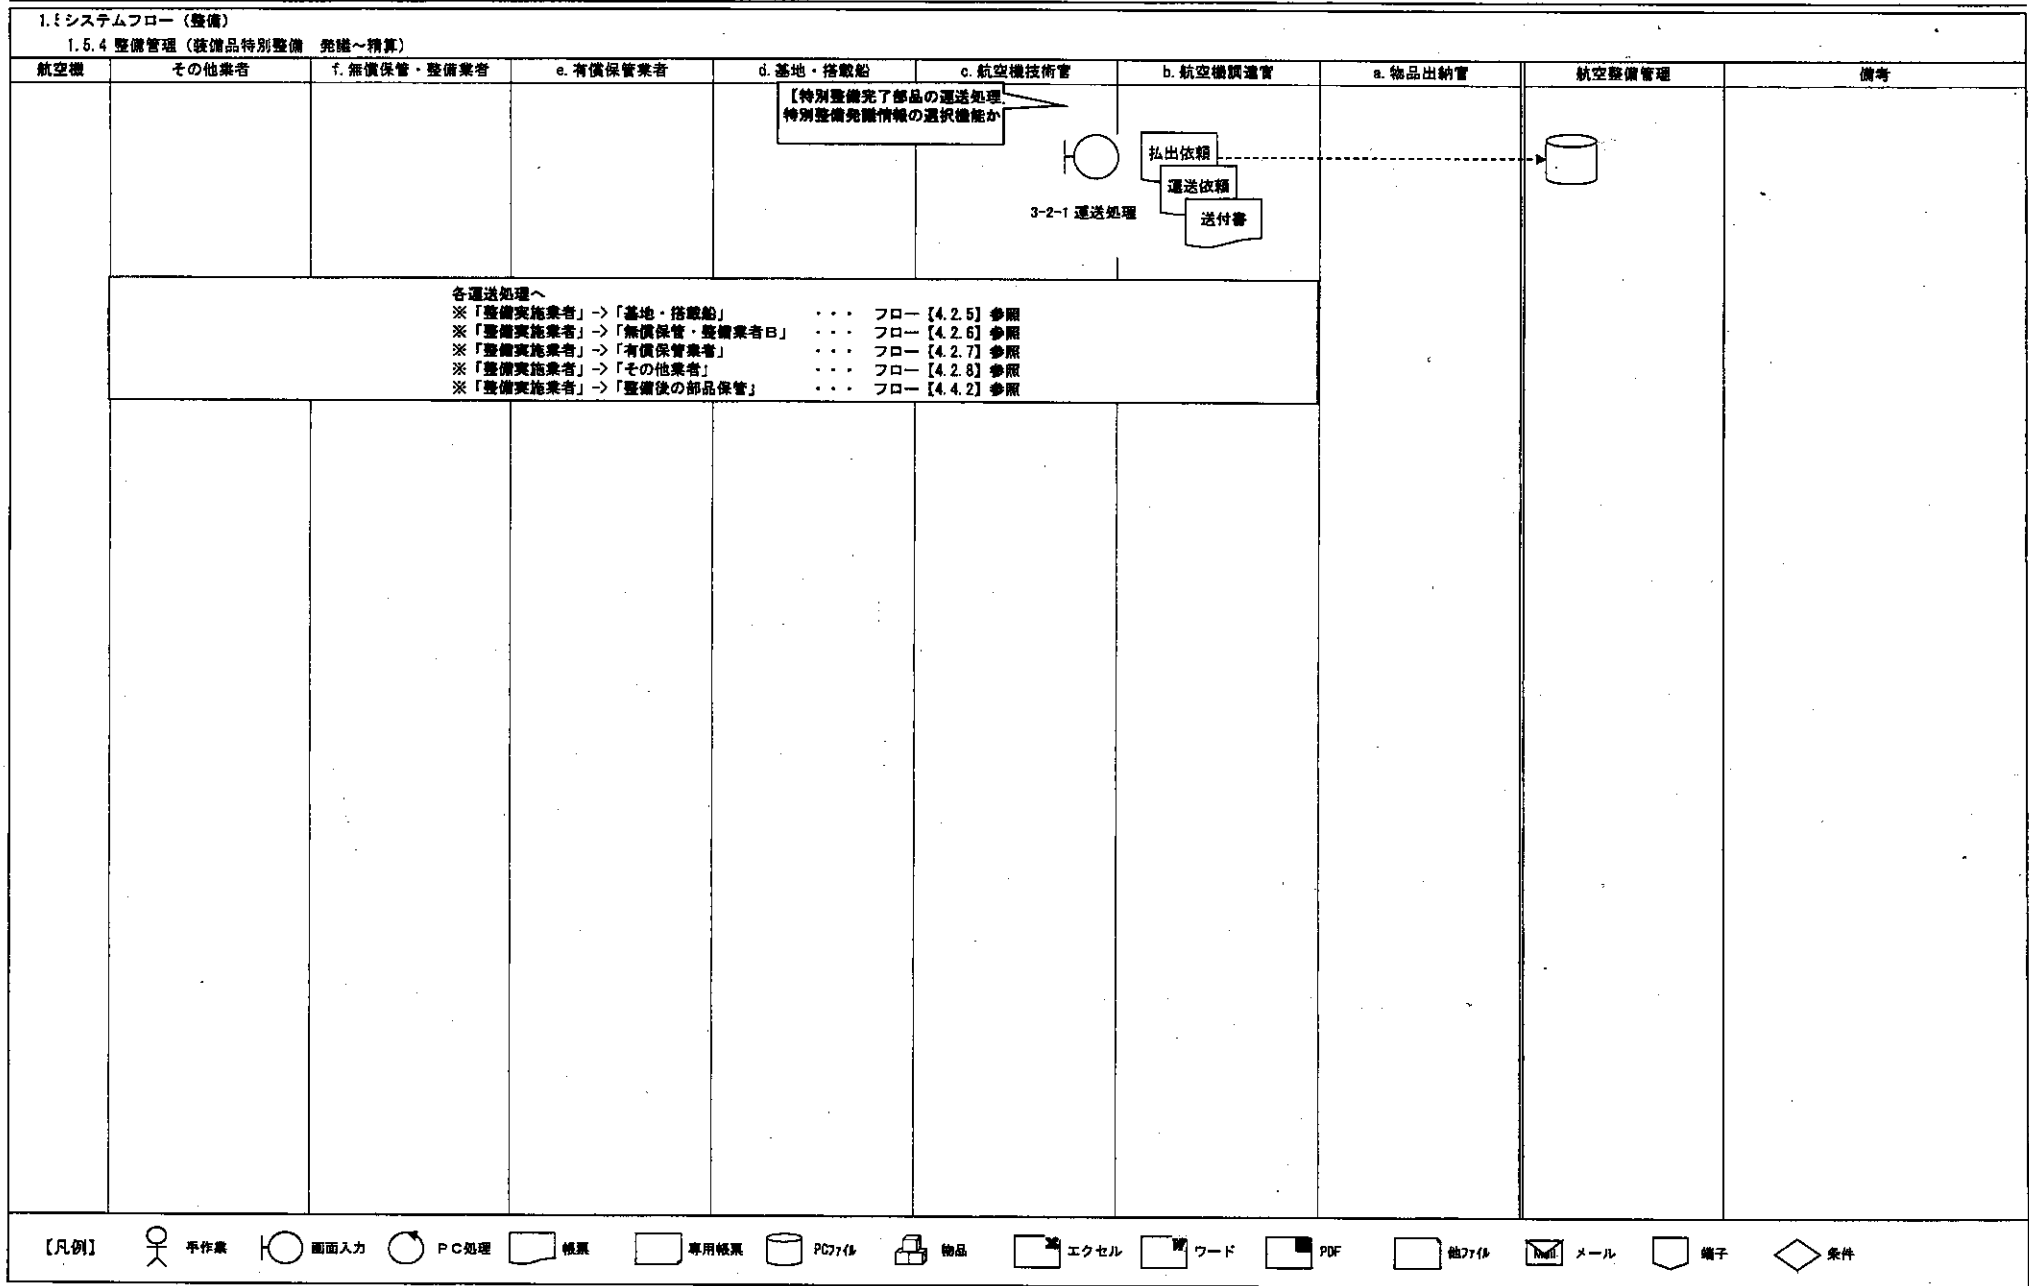 1.5 システムフロー（整備）
1.5.4 整備管理（装備品特別整備　発議～精算）
航空機　その他業者　f.無償保管・整備業者　e.有償保管業者　d.基地・搭載船　c.航空機技術官　b.航空機調達官　a.物品出納官　航空整備管理　備考
【特別整備完了部品の運送処理
特別整備発議情報の選択機能か
払出依頼
運送依頼
送付書
3-2-1 運送処理
各運送処理へ
※「整備実施業者」->「基地・搭載船」　・・・　フロー【4.2.5】参照
※「整備実施業者」->「無償保管・整備業者B」　・・・　フロー【4.2.6】参照
※「整備実施業者」->「有償保管業者」　・・・　フロー【4.2.7】参照
※「整備実施業者」->「その他業者」　・・・　フロー【4.2.8】参照
※「整備実施業者」->「整備後の部品保管」　・・・　フロー【4.4.2】参照
【凡例】　手作業　画面入力　ＰＣ処理　帳票　専用帳票　PCﾌｧｲﾙ　物品　エクセル　ワード　PDF　他ﾌｧｲﾙ　Mail　メール　端子　条件